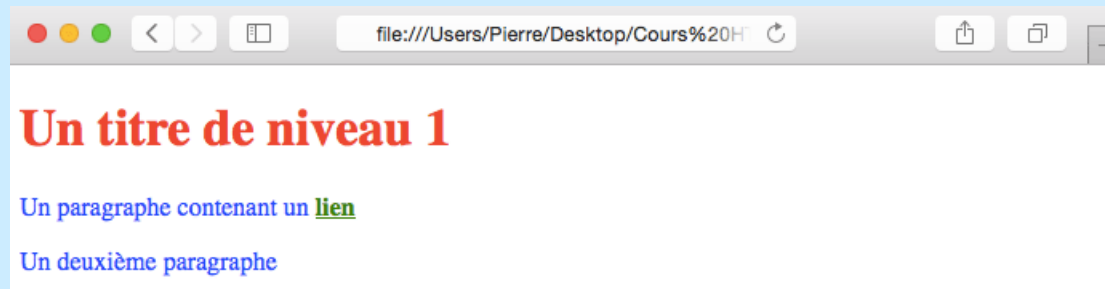 file:///Users/Pierre/Desktop/Cours%20H
Un titre de niveau 1
Un paragraphe contenant un lien
Un deuxième paragraphe